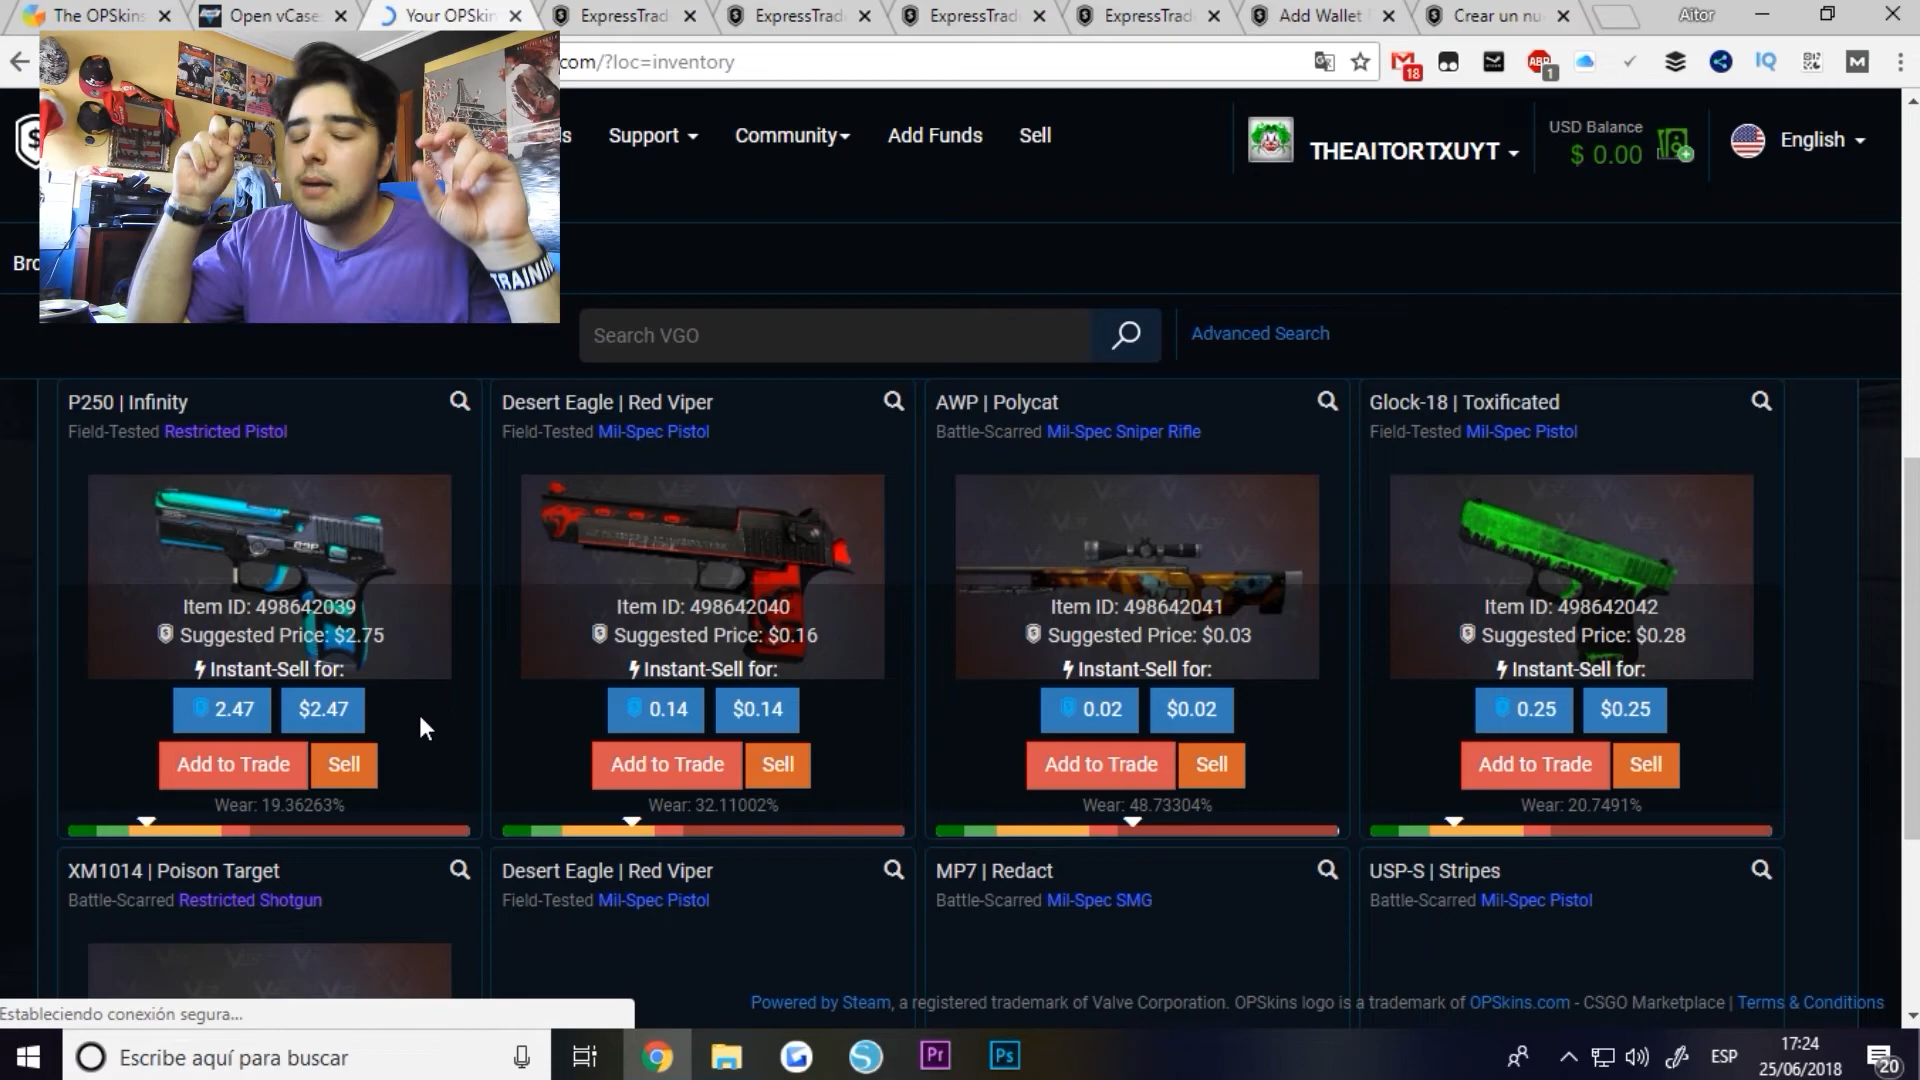 The OPSkins
Open vCase
Your OPSkin
ExpressTrad
ExpressTrad
ExpressTrad
ExpressTrad
Add Wallet
Crear un nu
Aitor
com/?loc=inventory
18
ABP
1
IQ
M
Support
Community
Add Funds
Sell
THEAITORTXUYT
USD Balance
$ 0.00
English
TRAININ
Bro
Search VGO
Advanced Search
P250 | Infinity
Field-Tested Restricted Pistol
Item ID: 498642039
Suggested Price: $2.75
Instant-Sell for:
2.47 $2.47
Add to Trade Sell
Wear: 19.36263%
Desert Eagle | Red Viper
Field-Tested Mil-Spec Pistol
Item ID: 498642040
Suggested Price: $0.16
Instant-Sell for:
0.14 $0.14
Add to Trade Sell
Wear: 32.11002%
AWP | Polycat
Battle-Scarred Mil-Spec Sniper Rifle
Item ID: 498642041
Suggested Price: $0.03
Instant-Sell for:
0.02 $0.02
Add to Trade Sell
Wear: 48.73304%
Glock-18 | Toxificated
Field-Tested Mil-Spec Pistol
Item ID: 498642042
Suggested Price: $0.28
Instant-Sell for:
0.25 $0.25
Add to Trade Sell
Wear: 20.7491%
XM1014 | Poison Target
Battle-Scarred Restricted Shotgun
Desert Eagle | Red Viper
Field-Tested Mil-Spec Pistol
MP7 | Redact
Battle-Scarred Mil-Spec SMG
USP-S | Stripes
Battle-Scarred Mil-Spec Pistol
Powered by Steam, a registered trademark of Valve Corporation. OPSkins logo is a trademark of OPSkins.com - CSGO Marketplace | Terms & Conditions
Estableciendo conexión segura...
Escribe aquí para buscar
Pr
Ps
ESP
17:24
25/06/2018
20